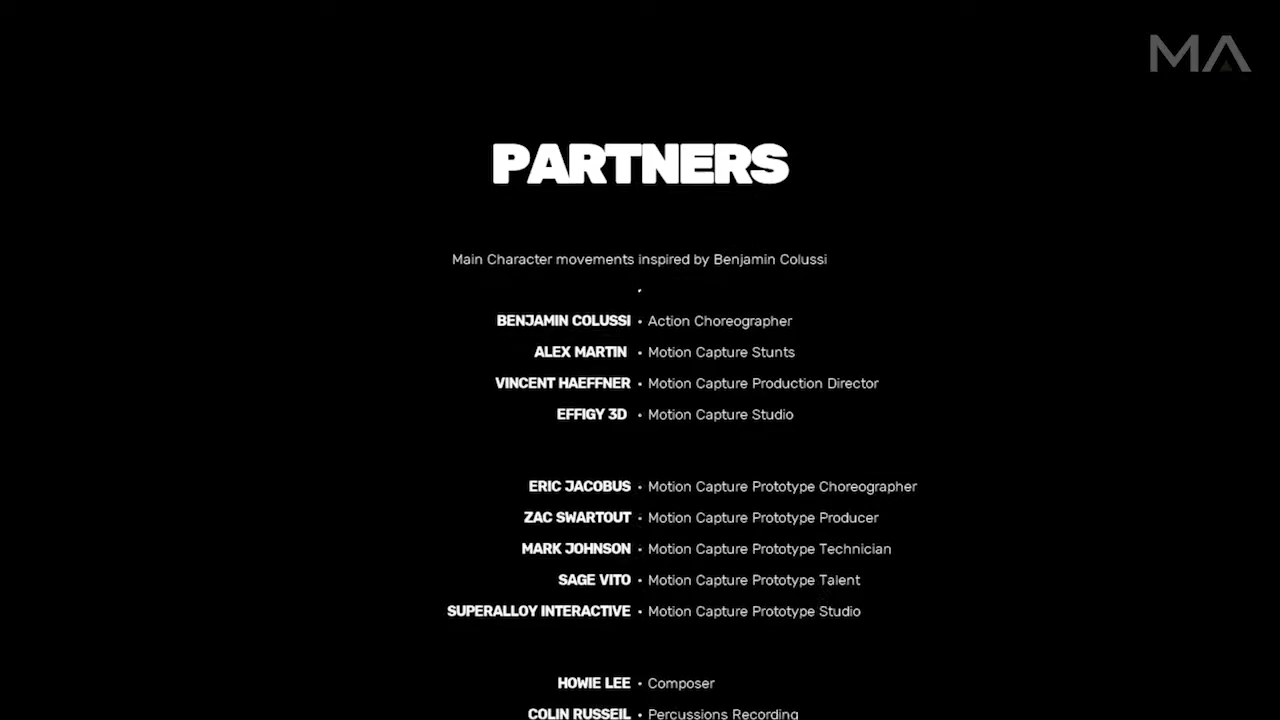 MA
PARTNERS
Main Character movements inspired by Benjamin Colussi
•
BENJAMIN COLUSSI • Action Choreographer
ALEX MARTIN • Motion Capture Stunts
VINCENT HAEFFNER • Motion Capture Production Director
EFFIGY 3D • Motion Capture Studio
ERIC JACOBUS • Motion Capture Prototype Choreographer
ZAC SWARTOUT • Motion Capture Prototype Producer
MARK JOHNSON • Motion Capture Prototype Technician
SAGE VITO • Motion Capture Prototype Talent
SUPERALLOY INTERACTIVE • Motion Capture Prototype Studio
HOWIE LEE • Composer
COLIN RUSSEIL • Percussions Recording